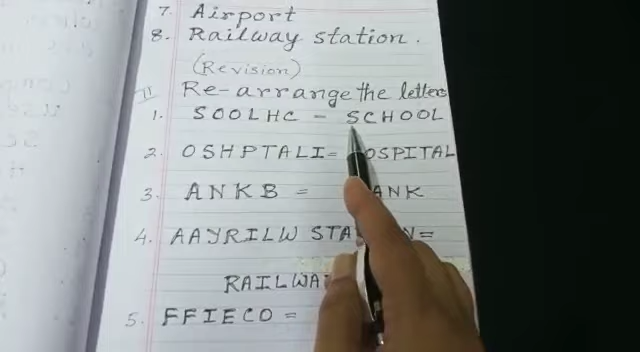 7. Airport
8. Railway station.
(Revision)
II Re-arrange the letters
1. SOOLHC - SCHOOL
2. OSHPTALI = OSPITAL
3. ANKB = ANK
4. AAYRILW STA N =
RAILWA
5. FFIECO =